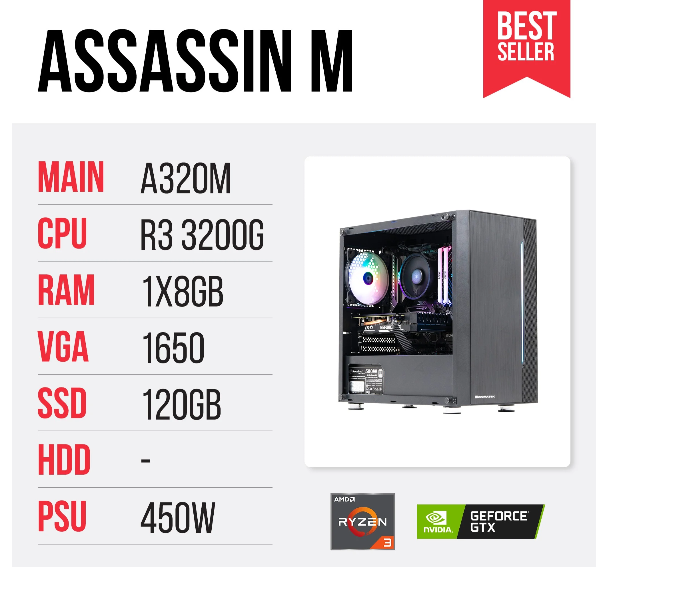 ASSASSIN M
BEST
SELLER
MAIN A320M
CPU R3 3200G
RAM 1X8GB
VGA 1650
SSD 120GB
HDD -
PSU 450W
AMD
RYZEN
3
NVIDIA.
GEFORCE
GTX